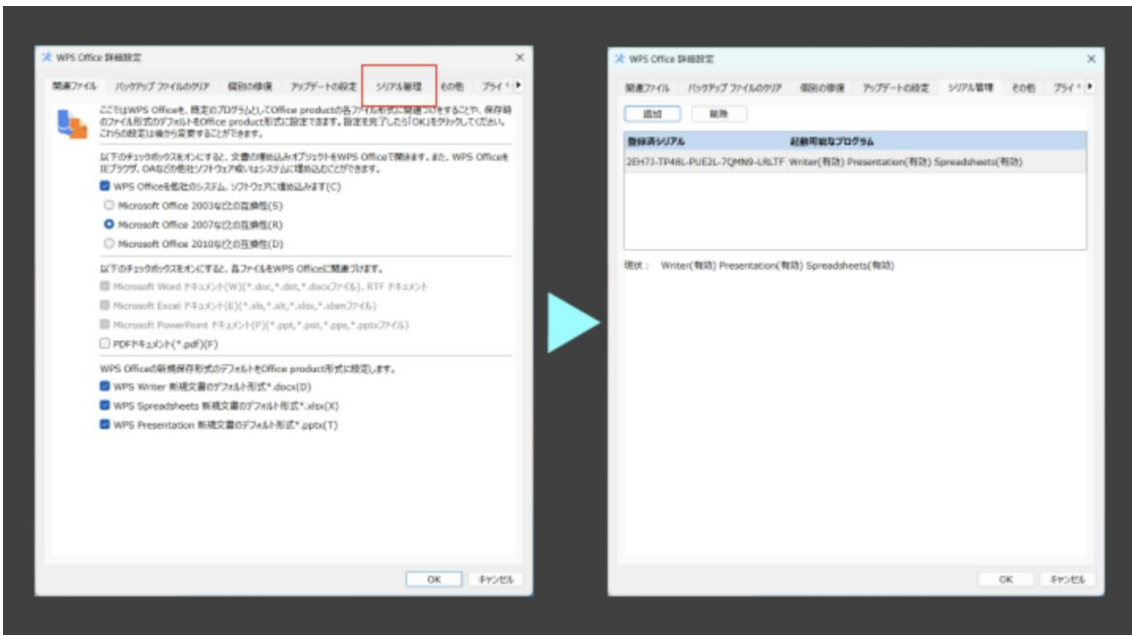 WPS Office 詳細設定
関連ファイル バックアップ ファイルのクリア 個別の修復 アップデートの設定 シリアル管理 その他 プライ
ここではWPS Officeを、既定のプログラムとしてOffice productの各ファイル形式に関連づけをすることや、保存時
のファイル形式のデフォルトをOffice product形式に設定できます。設定を完了したら「OK」をクリックしてください。
これらの設定は後から変更することができます。
以下のチェックボックスをオンにすると、文書の埋め込みオブジェクトをWPS Officeで開きます。また、WPS Officeを
IEブラウザ、OAなどの他社ソフトウェア或いはシステムに埋め込むことができます。
WPS Officeを他社のシステム、ソフトウェアに埋め込みます(C)
Microsoft Office 2003などとの互換性(S)
Microsoft Office 2007などとの互換性(R)
Microsoft Office 2010などとの互換性(D)
以下のチェックボックスをオンにすると、各ファイルをWPS Officeに関連づけます。
Microsoft Word ドキュメント(W)(*.doc,*.dot,*.docxファイル)、RTF ドキュメント
Microsoft Excel ドキュメント(E)(*.xls,*.xlt,*.xlsx,*.xlsmファイル)
Microsoft PowerPoint ドキュメント(P)(*.ppt,*.pot,*.pps,*.pptxファイル)
PDFドキュメント(*.pdf)(F)
WPS Officeの新規保存形式のデフォルトをOffice product形式に設定します。
WPS Writer 新規文書のデフォルト形式*.docx(D)
WPS Spreadsheets 新規文書のデフォルト形式*.xlsx(X)
WPS Presentation 新規文書のデフォルト形式*.pptx(T)
OK キャンセル
WPS Office 詳細設定
関連ファイル バックアップ ファイルのクリア 個別の修復 アップデートの設定 シリアル管理 その他 プライ
追加 削除
登録済シリアル 起動可能なプログラム
2EH7J-TP48L-PUE2L-7QMN9-LRLTF Writer(有効) Presentation(有効) Spreadsheets(有効)
現状： Writer(有効) Presentation(有効) Spreadsheets(有効)
OK キャンセル